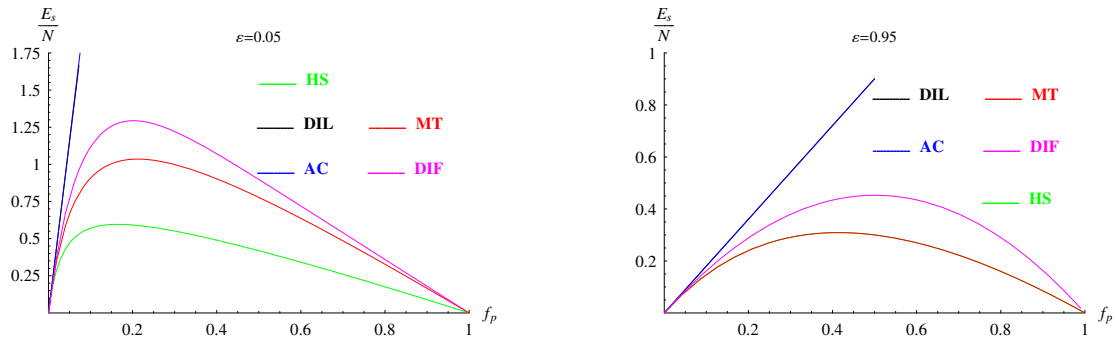 E_s
N
ε=0.05
1.75
1.5
1.25
1
0.75
0.5
0.25
0.2 0.4 0.6 0.8 1
f_p
HS
DIL MT
AC DIF
E_s
N
ε=0.95
1
0.8
0.6
0.4
0.2
0.2 0.4 0.6 0.8 1
f_p
DIL MT
AC DIF
HS